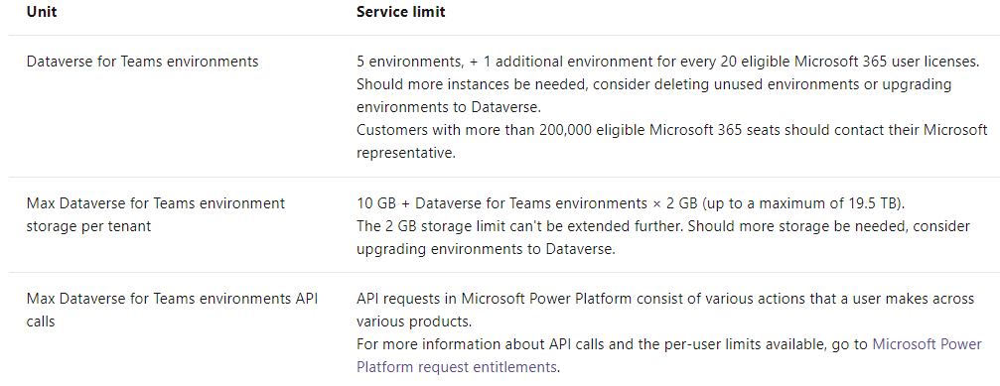 Unit
Service limit
Dataverse for Teams environments
5 environments, + 1 additional environment for every 20 eligible Microsoft 365 user licenses.
Should more instances be needed, consider deleting unused environments or upgrading
environments to Dataverse.
Customers with more than 200,000 eligible Microsoft 365 seats should contact their Microsoft
representative.
Max Dataverse for Teams environment
storage per tenant
10 GB + Dataverse for Teams environments × 2 GB (up to a maximum of 19.5 TB).
The 2 GB storage limit can't be extended further. Should more storage be needed, consider
upgrading environments to Dataverse.
Max Dataverse for Teams environments API
calls
API requests in Microsoft Power Platform consist of various actions that a user makes across
various products.
For more information about API calls and the per-user limits available, go to Microsoft Power
Platform request entitlements.